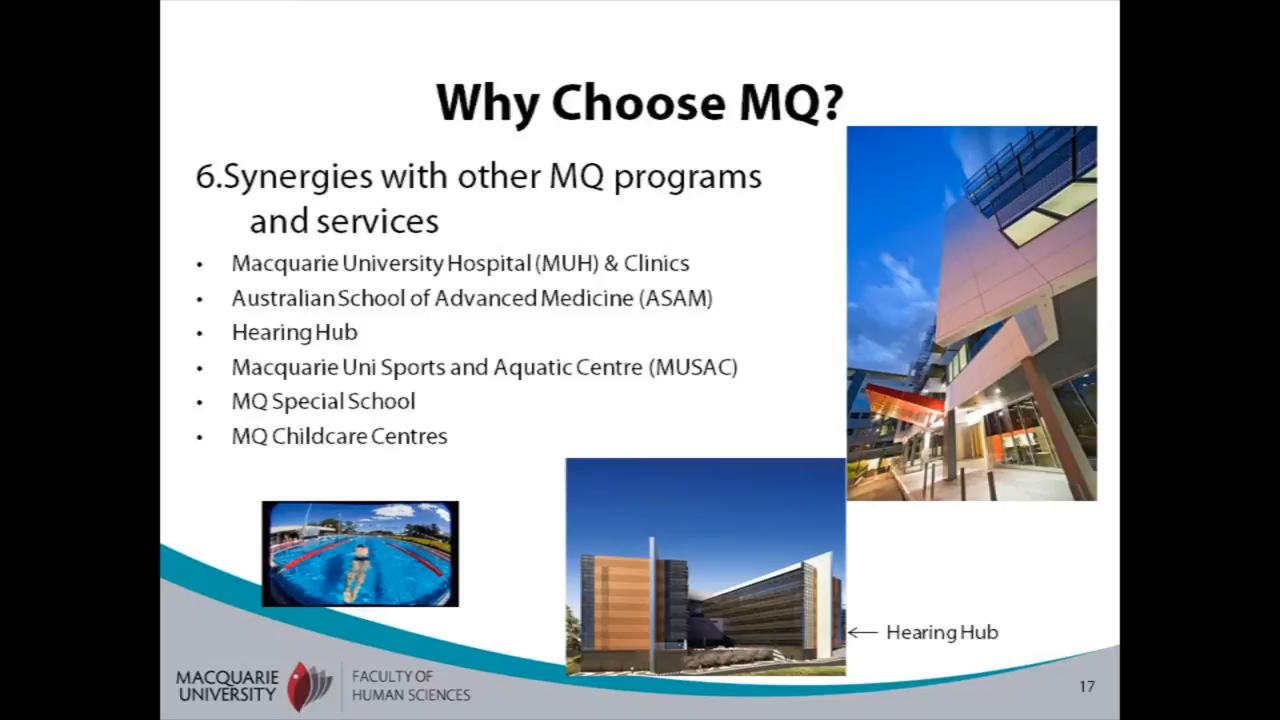 Why Choose MQ?
6.Synergies with other MQ programs
and services
• Macquarie University Hospital (MUH) & Clinics
• Australian School of Advanced Medicine (ASAM)
• Hearing Hub
• Macquarie Uni Sports and Aquatic Centre (MUSAC)
• MQ Special School
• MQ Childcare Centres
Hearing Hub
MACQUARIE
UNIVERSITY
FACULTY OF
HUMAN SCIENCES
17